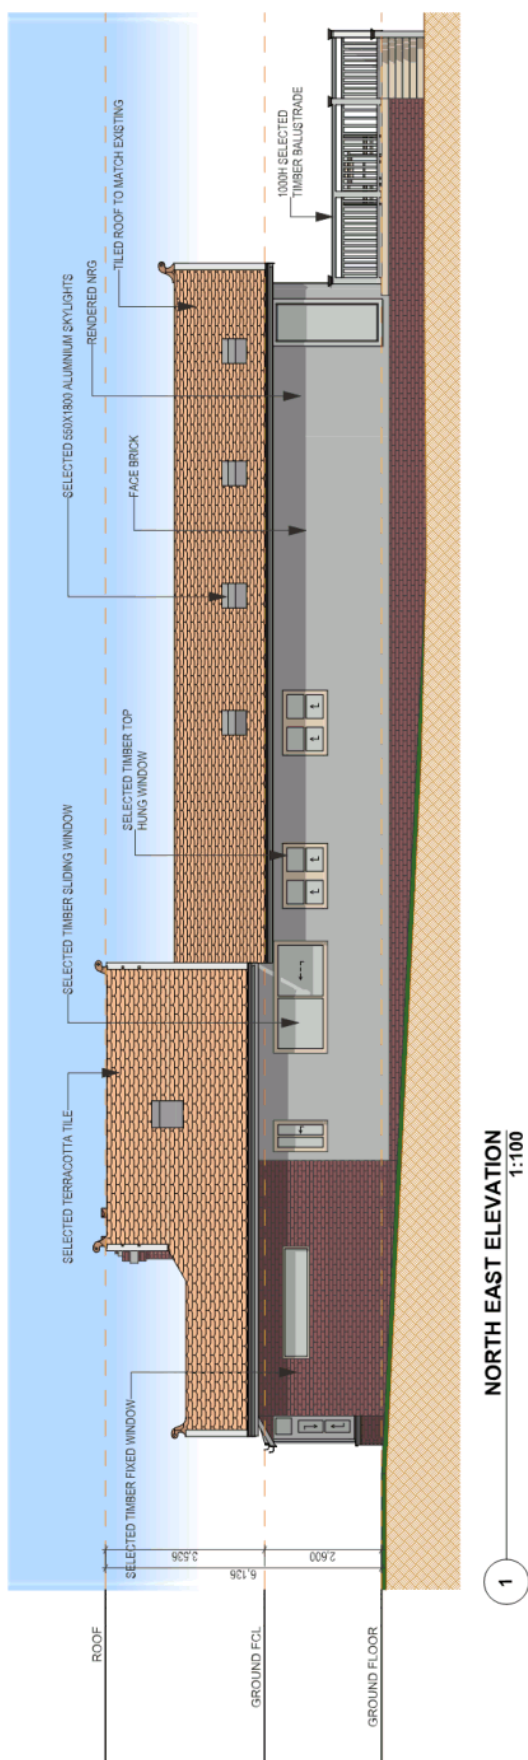 SELECTED TERRACOTTA TILE
SELECTED TIMBER SLIDING WINDOW
SELECTED 550X1800 ALUMNIUM SKYLIGHTS
RENDERED NRG
TILED ROOF TO MATCH EXISTING
FACE BRICK
SELECTED TIMBER TOP
HUNG WINDOW
1000H SELECTED
TIMBER BALUSTRADE
SELECTED TIMBER FIXED WINDOW
ROOF
GROUND FCL
GROUND FLOOR
6,136
3,536
2,600
1
NORTH EAST ELEVATION
1:100